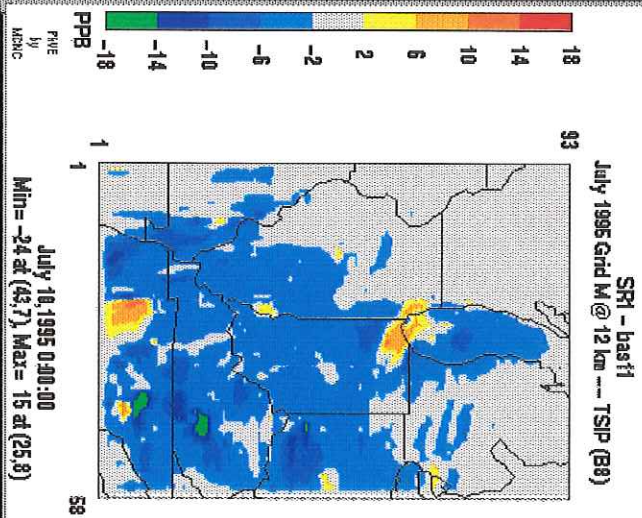 SRI - bast1
July 1995 Grid M @ 12 km --- TSIP (B8)
18
14
10
6
2
-2
-6
-10
-14
-18
PPB
PAVE
by
MCNC
93
1
1
58
July 18,1995 0:00:00
Min= -24 at (43,7), Max= 15 at (25,8)